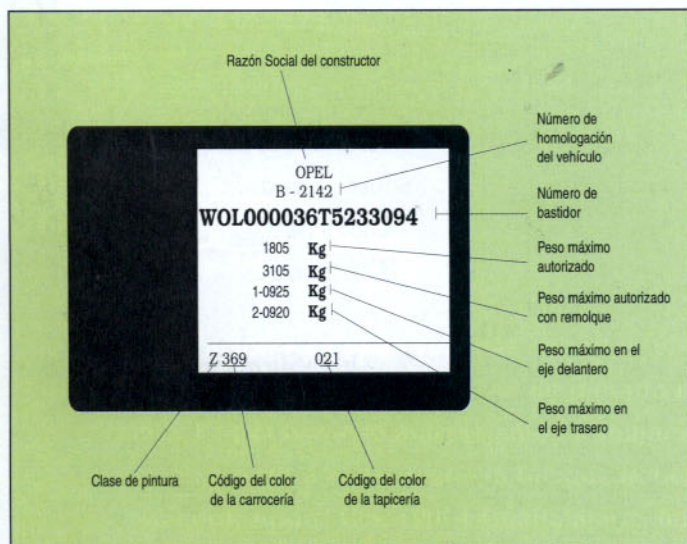 Razón Social del constructor
OPEL
B - 2142
Número de
homologación
del vehículo
WOL000036T5233094
Número de
bastidor
1805 Kg
Peso máximo
autorizado
3105 Kg
Peso máximo autorizado
con remolque
1-0925 Kg
Peso máximo en el
eje delantero
2-0920 Kg
Peso máximo en
el eje trasero
Z 369 021
Clase de pintura
Código del color
de la carrocería
Código del color
de la tapicería